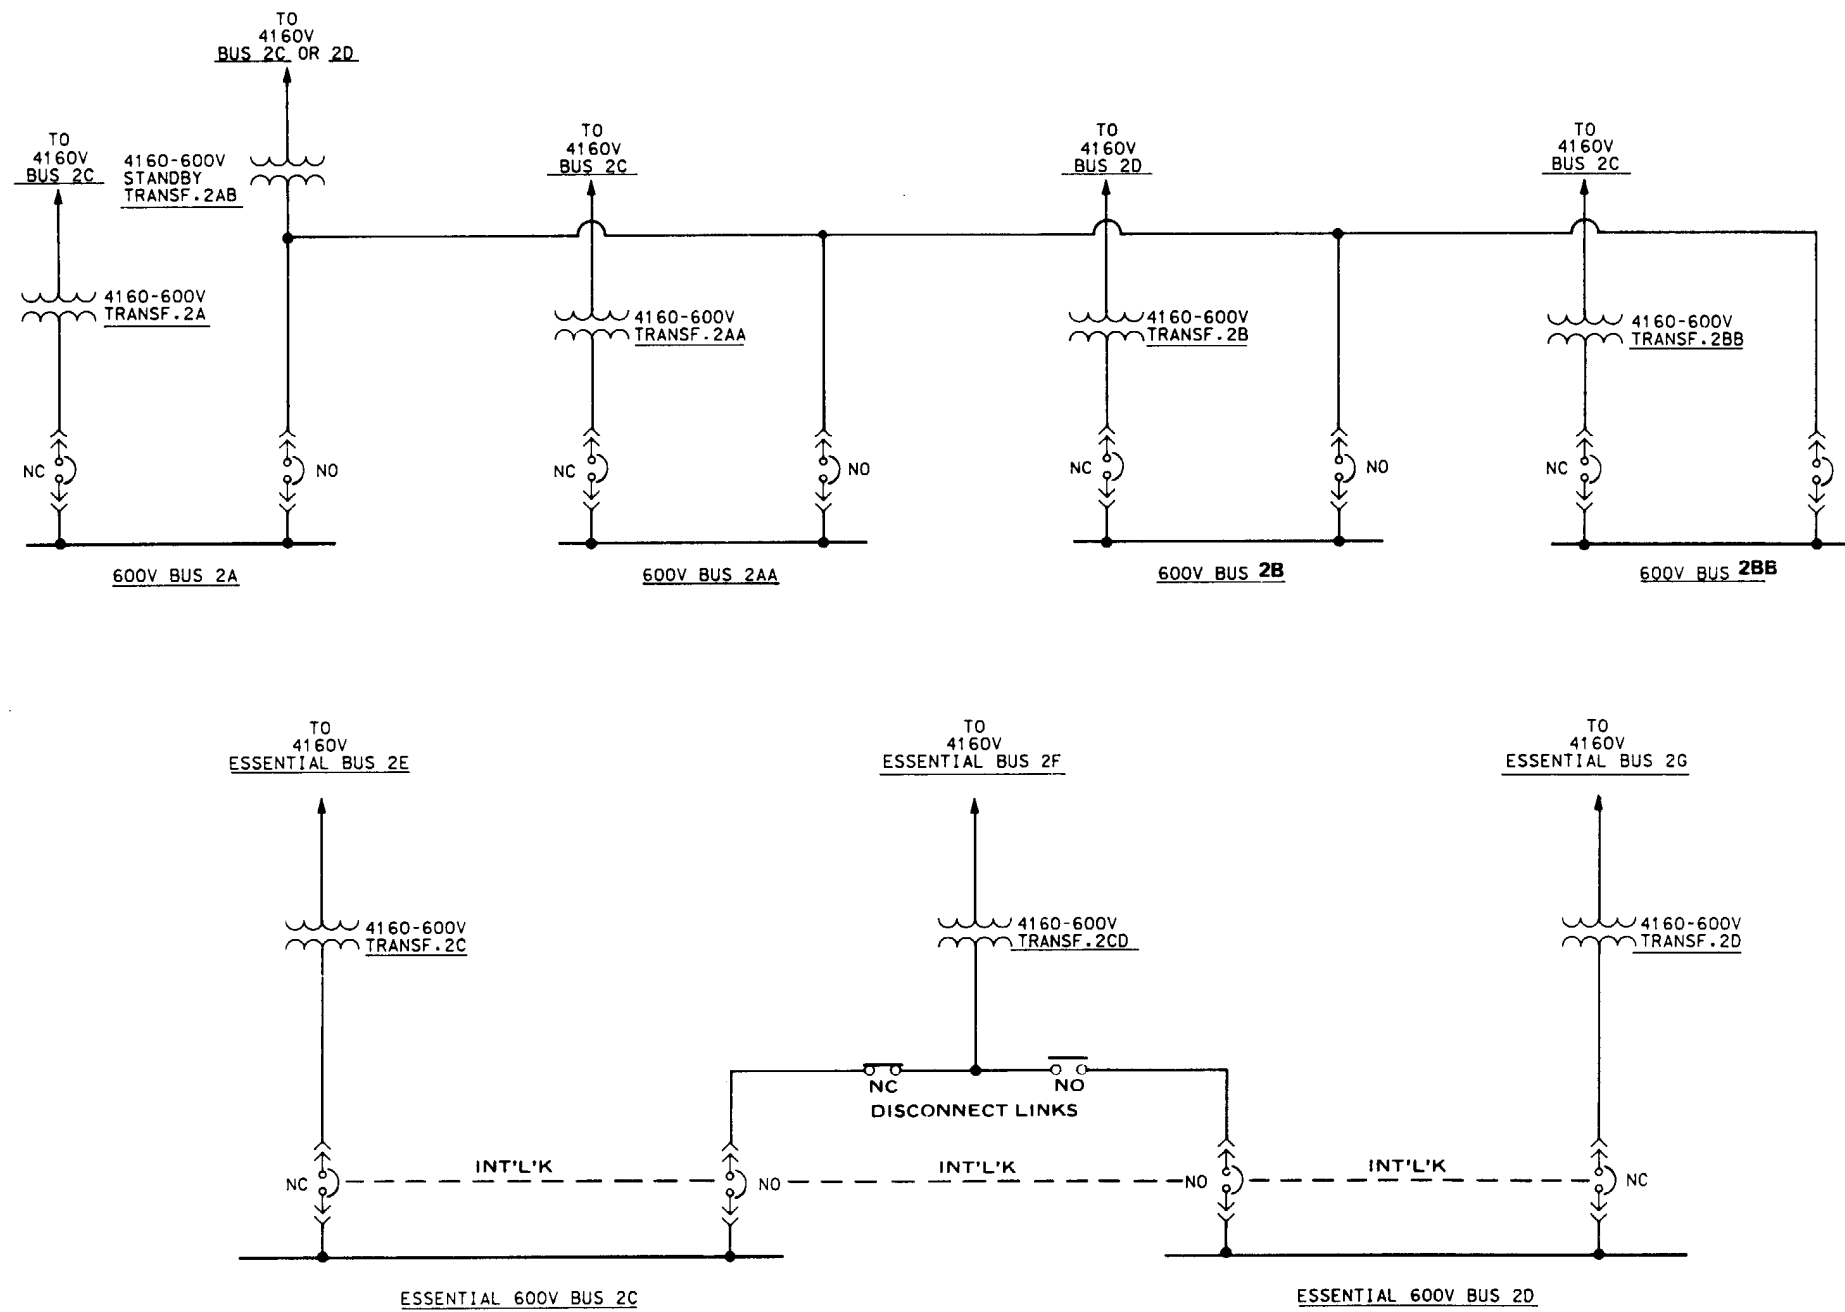 TO
4160V
BUS 2C OR 2D
TO
4160V
BUS 2C
4160-600V
STANDBY
TRANSF.2AB
TO
4160V
BUS 2C
TO
4160V
BUS 2D
TO
4160V
BUS 2C
4160-600V
TRANSF.2A
4160-600V
TRANSF.2AA
4160-600V
TRANSF.2B
4160-600V
TRANSF.2BB
NC
NO
NC
NO
NC
NO
NC
600V BUS 2A
600V BUS 2AA
600V BUS 2B
600V BUS 2BB
TO
4160V
ESSENTIAL BUS 2E
TO
4160V
ESSENTIAL BUS 2F
TO
4160V
ESSENTIAL BUS 2G
4160-600V
TRANSF.2C
4160-600V
TRANSF.2CD
4160-600V
TRANSF.2D
NC
NO
DISCONNECT LINKS
INT'L'K
INT'L'K
INT'L'K
NC
NO
NO
NC
ESSENTIAL 600V BUS 2C
ESSENTIAL 600V BUS 2D